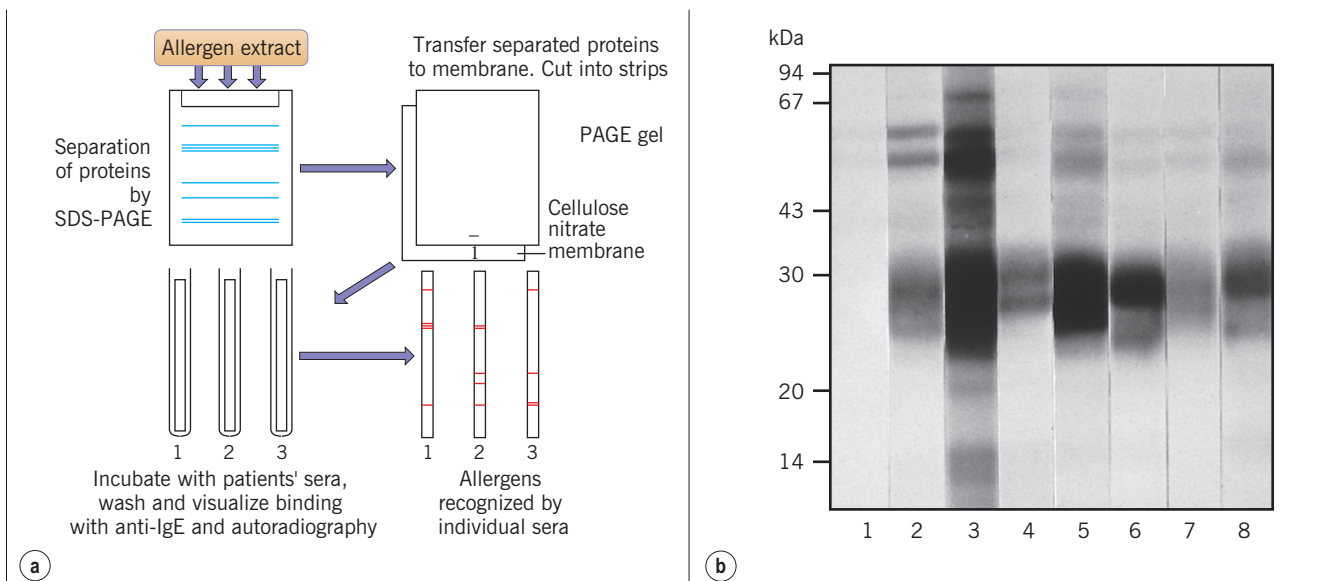 Allergen extract
Separation
of proteins
by
SDS-PAGE
Transfer separated proteins
to membrane. Cut into strips
PAGE gel
Cellulose
nitrate
membrane
1
1
2
3
Incubate with patients' sera,
wash and visualize binding
with anti-IgE and autoradiography
1
2
3
Allergens
recognized by
individual sera
a
kDa
94
67
43
30
20
14
1 2 3 4 5 6 7 8
b